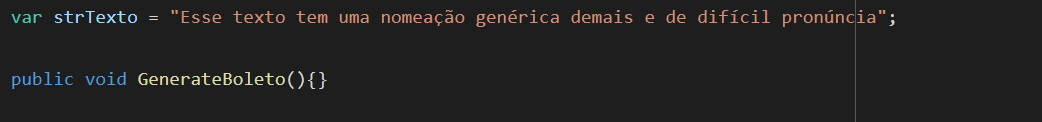 var strTexto = "Esse texto tem uma nomeação genérica demais e de difícil pronúncia";
public void GenerateBoleto(){}